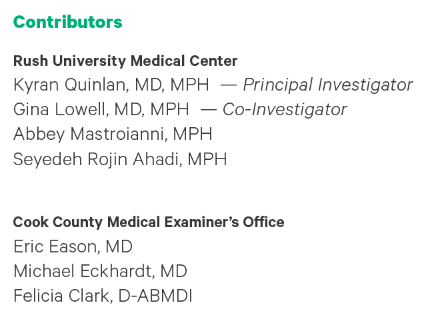 Contributors
Rush University Medical Center
Kyran Quinlan, MD, MPH — Principal Investigator
Gina Lowell, MD, MPH — Co-Investigator
Abbey Mastroianni, MPH
Seyedeh Rojin Ahadi, MPH
Cook County Medical Examiner’s Office
Eric Eason, MD
Michael Eckhardt, MD
Felicia Clark, D-ABMDI